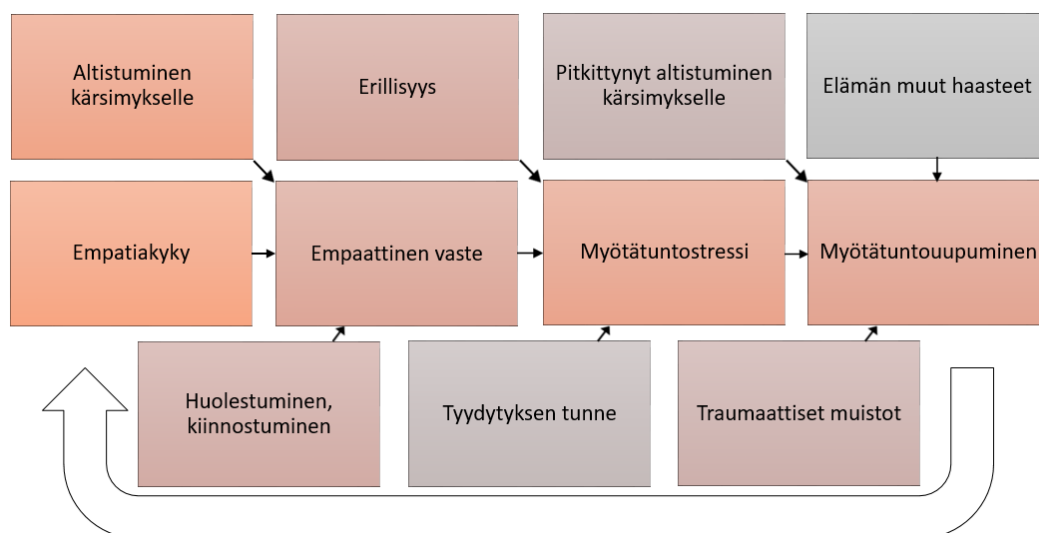 Altistuminen
kärsimykselle
Erillisyys
Pitkittynyt altistuminen
kärsimykselle
Elämän muut haasteet
Empatiakyky
Empaattinen vaste
Myötätuntostressi
Myötätuntouupuminen
Huolestuminen,
kiinnostuminen
Tyydytyksen tunne
Traumaattiset muistot